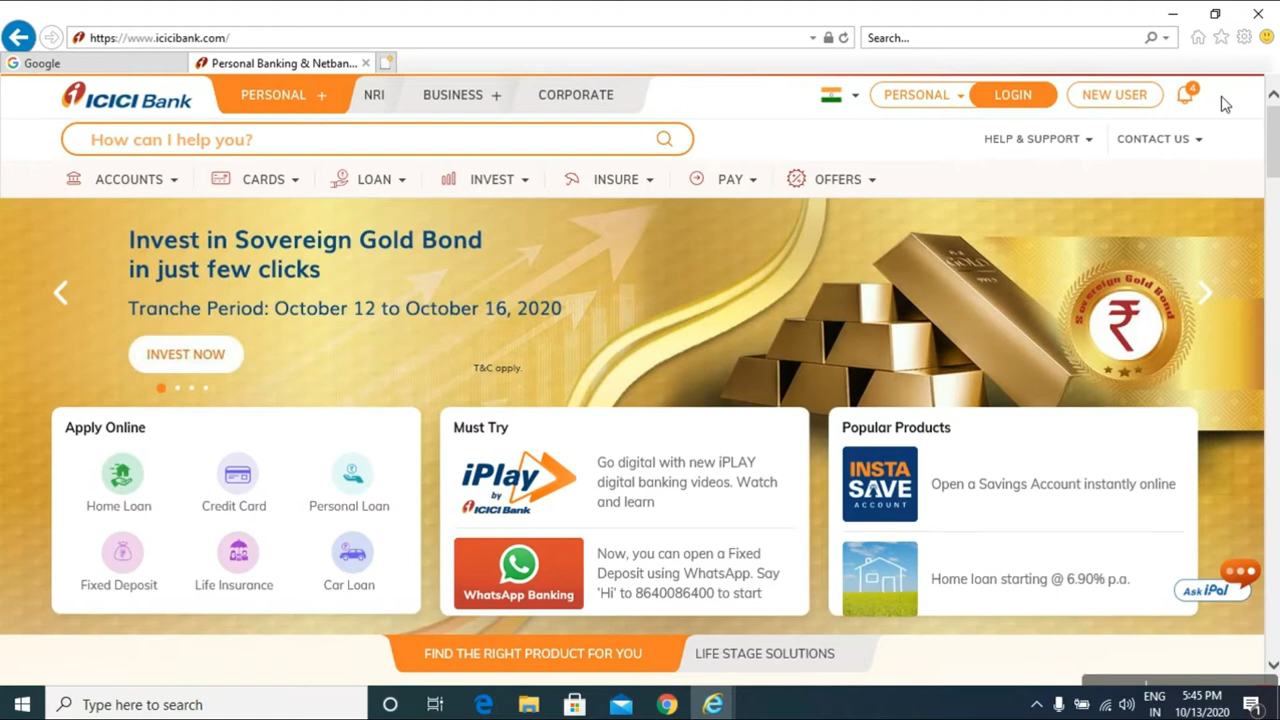 https://www.icicibank.com/
Search...
Google
Personal Banking & Netban...
ICICI Bank
PERSONAL +
NRI
BUSINESS +
CORPORATE
PERSONAL
LOGIN
NEW USER
4
How can I help you?
HELP & SUPPORT
CONTACT US
ACCOUNTS
CARDS
LOAN
INVEST
INSURE
PAY
OFFERS
Invest in Sovereign Gold Bond
in just few clicks
Tranche Period: October 12 to October 16, 2020
INVEST NOW
T&C apply.
Sovereign Gold Bond
₹
Apply Online
Home Loan
Credit Card
Personal Loan
Fixed Deposit
Life Insurance
Car Loan
Must Try
iPlay
by ICICI Bank
Go digital with new iPLAY
digital banking videos. Watch
and learn
WhatsApp Banking
Now, you can open a Fixed
Deposit using WhatsApp. Say
'Hi' to 8640086400 to start
Popular Products
INSTA
SAVE
ACCOUNT
Open a Savings Account instantly online
Home loan starting @ 6.90% p.a.
Ask iPal
FIND THE RIGHT PRODUCT FOR YOU
LIFE STAGE SOLUTIONS
Type here to search
ENG
IN
5:45 PM
10/13/2020
1